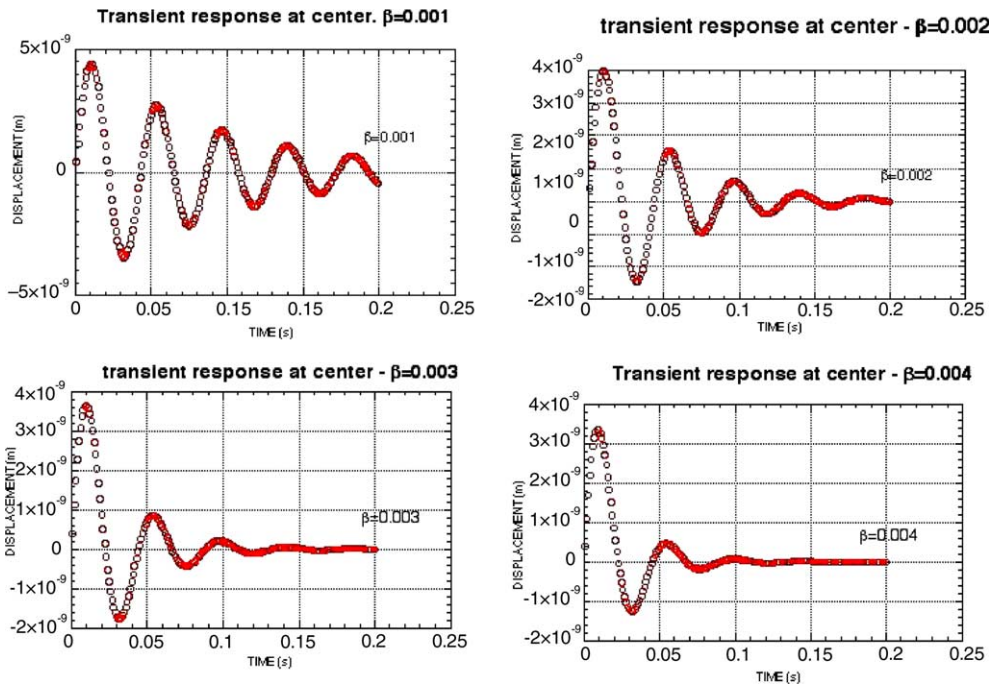 Transient response at center. β=0.001
5×10⁻⁹
0
−5×10⁻⁹
DISPLACEMENT (m)
β=0.001
0 0.05 0.1 0.15 0.2 0.25
TIME (s)
transient response at center - β=0.002
4×10⁻⁹
3×10⁻⁹
2×10⁻⁹
1×10⁻⁹
0
-1×10⁻⁹
-2×10⁻⁹
DISPLACEMENT (m)
β=0.002
0 0.05 0.1 0.15 0.2 0.25
TIME (s)
transient response at center - β=0.003
4×10⁻⁹
3×10⁻⁹
2×10⁻⁹
1×10⁻⁹
0
-1×10⁻⁹
-2×10⁻⁹
DISPLACEMENT (m)
β=0.003
0 0.05 0.1 0.15 0.2 0.25
TIME (s)
Transient response at center - β=0.004
4×10⁻⁹
3×10⁻⁹
2×10⁻⁹
1×10⁻⁹
0
-1×10⁻⁹
-2×10⁻⁹
DISPLACEMENT (m)
β=0.004
0 0.05 0.1 0.15 0.2 0.25
TIME (s)